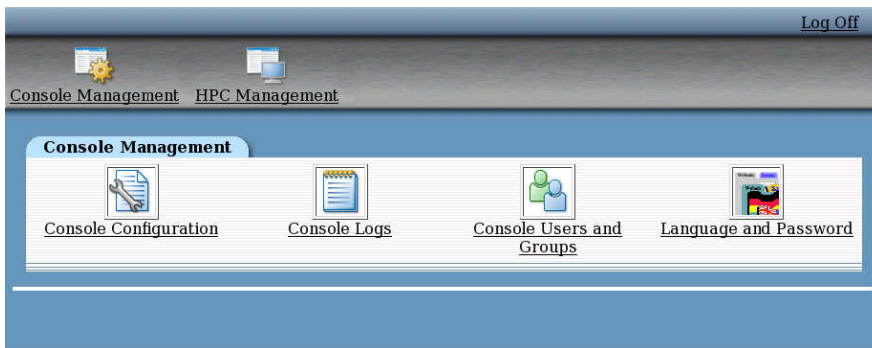 Log Off
Console Management HPC Management
Console Management
Console Configuration Console Logs Console Users and Groups Language and Password